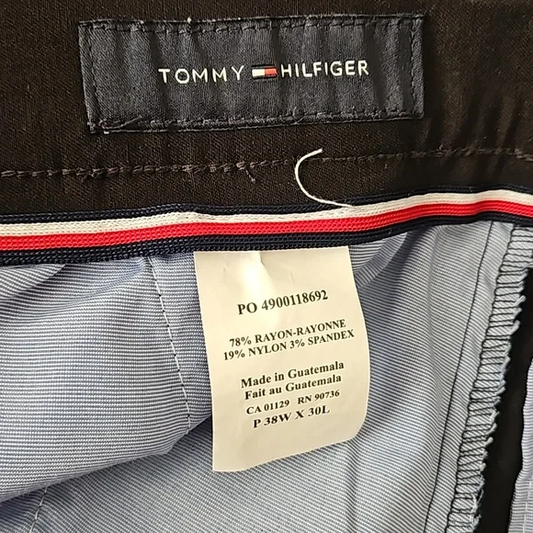 TOMMY HILFIGER
PO 4900118692
78% RAYON-RAYONNE
19% NYLON 3% SPANDEX
Made in Guatemala
Fait au Guatemala
CA 01129 RN 90736
P 38W X 30L